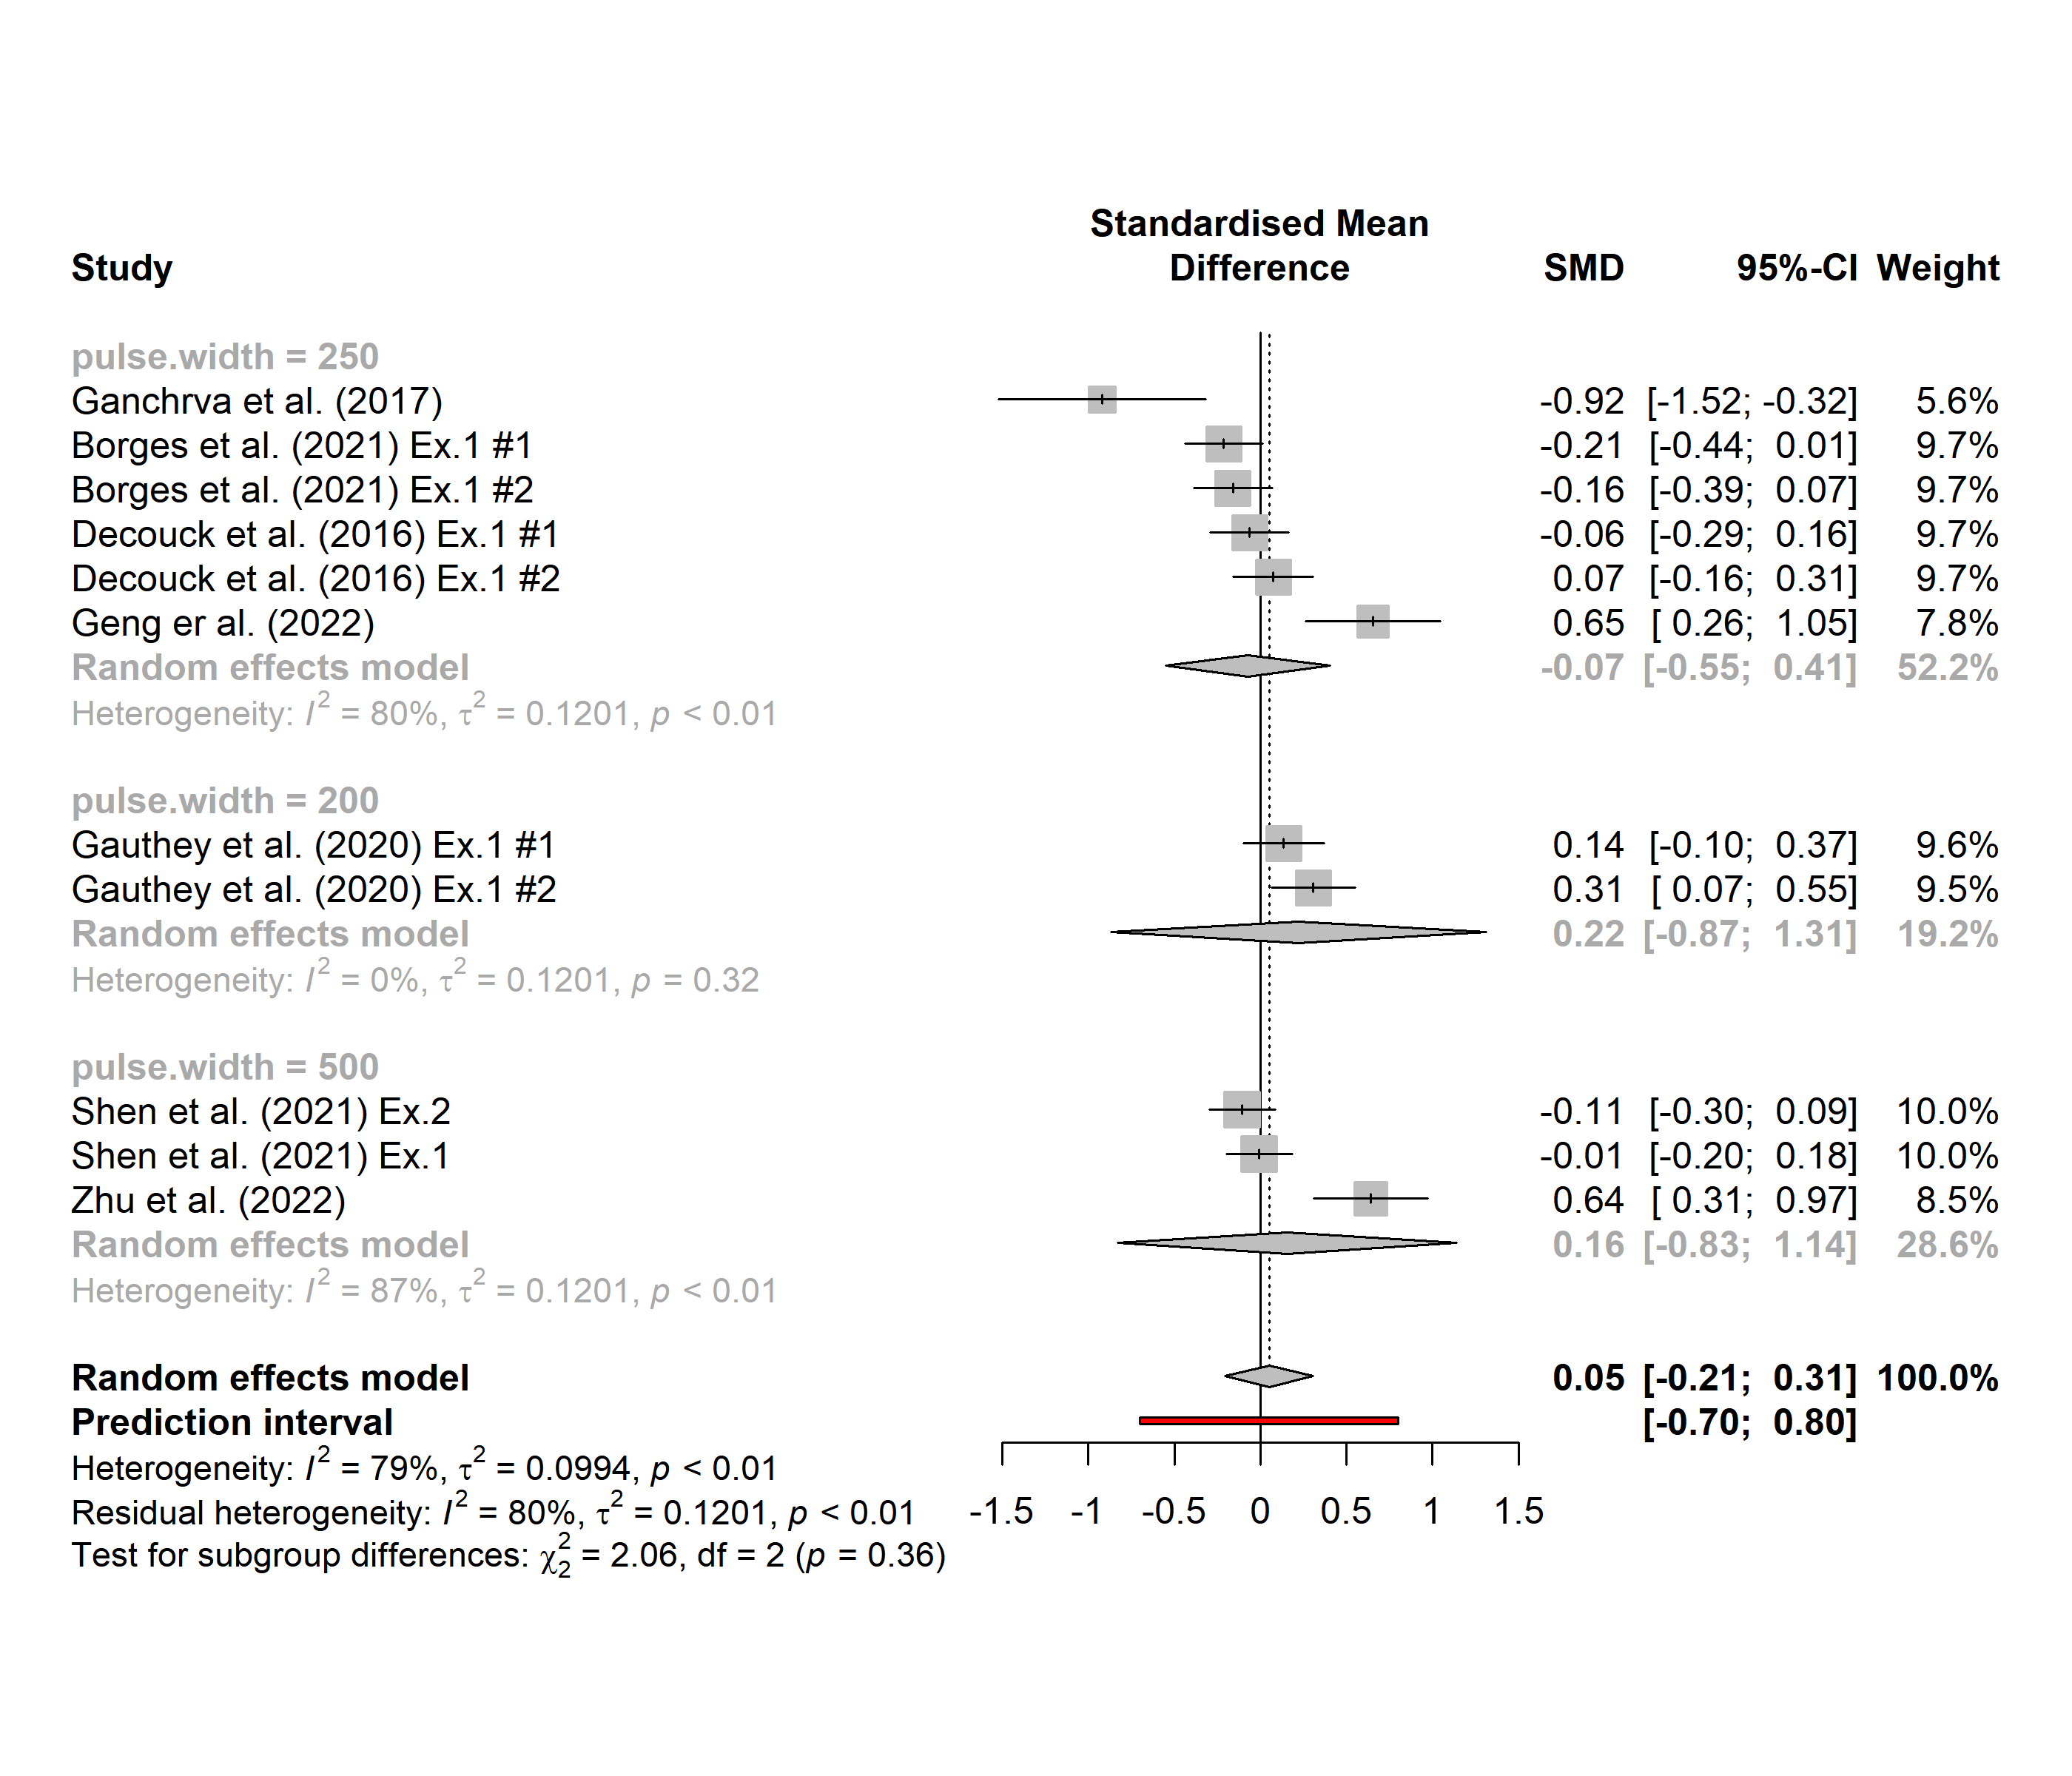 Standardised Mean
Study Difference SMD 95%-CI Weight
pulse.width = 250
Ganchrva et al. (2017) -0.92 [-1.52; -0.32] 5.6%
Borges et al. (2021) Ex.1 #1 -0.21 [-0.44; 0.01] 9.7%
Borges et al. (2021) Ex.1 #2 -0.16 [-0.39; 0.07] 9.7%
Decouck et al. (2016) Ex.1 #1 -0.06 [-0.29; 0.16] 9.7%
Decouck et al. (2016) Ex.1 #2 0.07 [-0.16; 0.31] 9.7%
Geng er al. (2022) 0.65 [ 0.26; 1.05] 7.8%
Random effects model -0.07 [-0.55; 0.41] 52.2%
Heterogeneity: I² = 80%, τ² = 0.1201, p < 0.01
pulse.width = 200
Gauthey et al. (2020) Ex.1 #1 0.14 [-0.10; 0.37] 9.6%
Gauthey et al. (2020) Ex.1 #2 0.31 [ 0.07; 0.55] 9.5%
Random effects model 0.22 [-0.87; 1.31] 19.2%
Heterogeneity: I² = 0%, τ² = 0.1201, p = 0.32
pulse.width = 500
Shen et al. (2021) Ex.2 -0.11 [-0.30; 0.09] 10.0%
Shen et al. (2021) Ex.1 -0.01 [-0.20; 0.18] 10.0%
Zhu et al. (2022) 0.64 [ 0.31; 0.97] 8.5%
Random effects model 0.16 [-0.83; 1.14] 28.6%
Heterogeneity: I² = 87%, τ² = 0.1201, p < 0.01
Random effects model 0.05 [-0.21; 0.31] 100.0%
Prediction interval [-0.70; 0.80]
Heterogeneity: I² = 79%, τ² = 0.0994, p < 0.01
Residual heterogeneity: I² = 80%, τ² = 0.1201, p < 0.01 -1.5 -1 -0.5 0 0.5 1 1.5
Test for subgroup differences: χ²₂ = 2.06, df = 2 (p = 0.36)